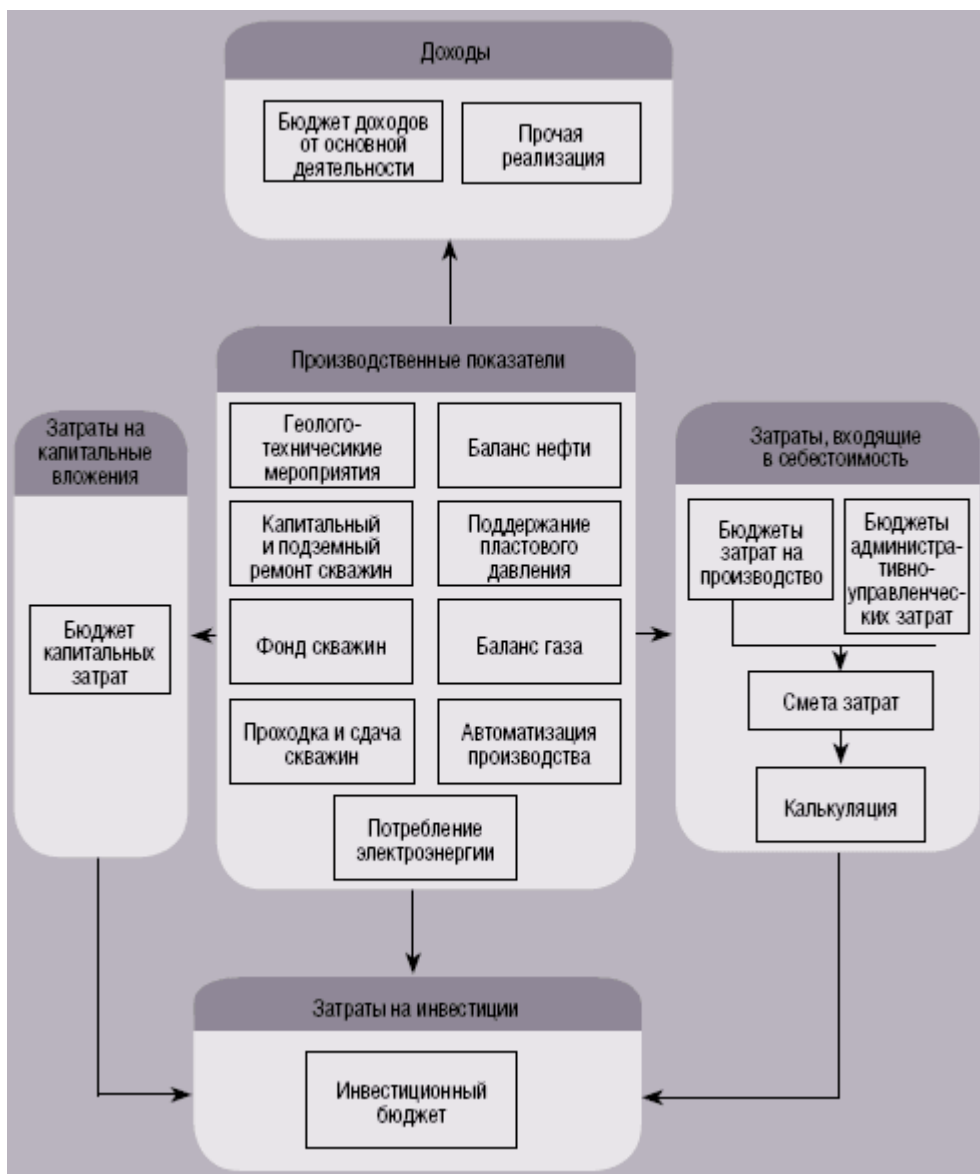 Доходы
Бюджет доходов
от основной
деятельности
Прочая
реализация
Производственные показатели
Геолого-
техничесикие
мероприятия
Баланс нефти
Капитальный
и подземный
ремонт скважин
Поддержание
пластового
давления
Фонд скважин
Баланс газа
Проходка и сдача
скважин
Автоматизация
производства
Потребление
электроэнергии
Затраты на
капитальные
вложения
Бюджет
капитальных
затрат
Затраты, входящие
в себестоимость
Бюджеты
затрат на
производство
Бюджеты
административно-
управленчес-
ких затрат
Смета затрат
Калькуляция
Затраты на инвестиции
Инвестиционный
бюджет